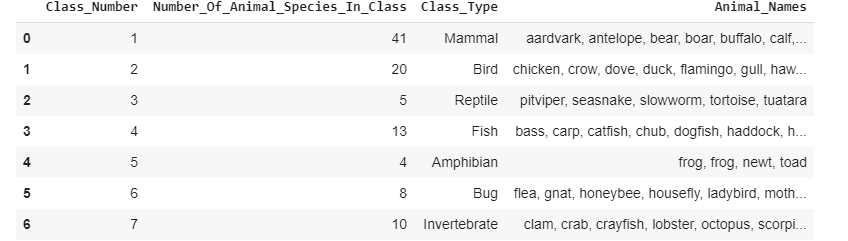 Class_Number Number_Of_Animal_Species_In_Class Class_Type Animal_Names
0 1 41 Mammal aardvark, antelope, bear, boar, buffalo, calf,...
1 2 20 Bird chicken, crow, dove, duck, flamingo, gull, haw...
2 3 5 Reptile pitviper, seasnake, slowworm, tortoise, tuatara
3 4 13 Fish bass, carp, catfish, chub, dogfish, haddock, h...
4 5 4 Amphibian frog, frog, newt, toad
5 6 8 Bug flea, gnat, honeybee, housefly, ladybird, moth...
6 7 10 Invertebrate clam, crab, crayfish, lobster, octopus, scorpi...